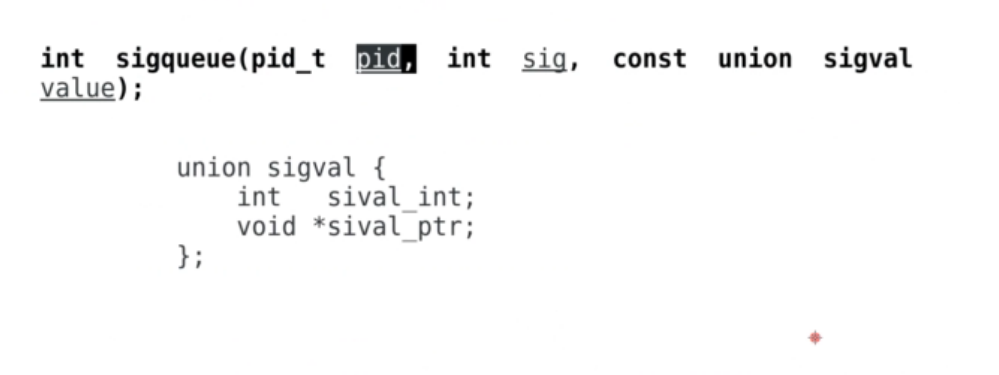 int sigqueue(pid_t pid, int sig, const union sigval
value);
union sigval {
int sival_int;
void *sival_ptr;
};